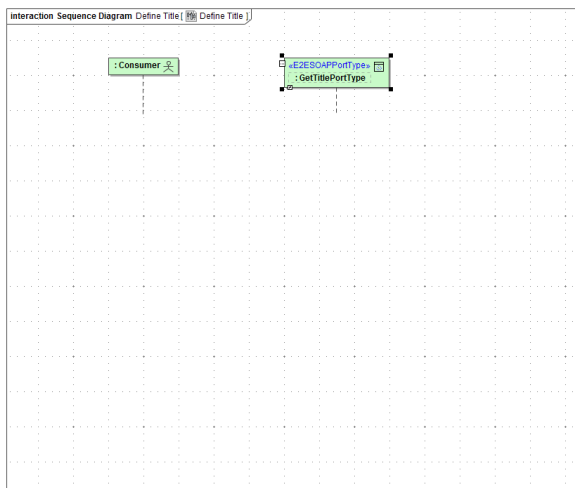 interaction Sequence Diagram Define Title [ Define Title ]
: Consumer
«E2ESOAPPortType»
: GetTitlePortType